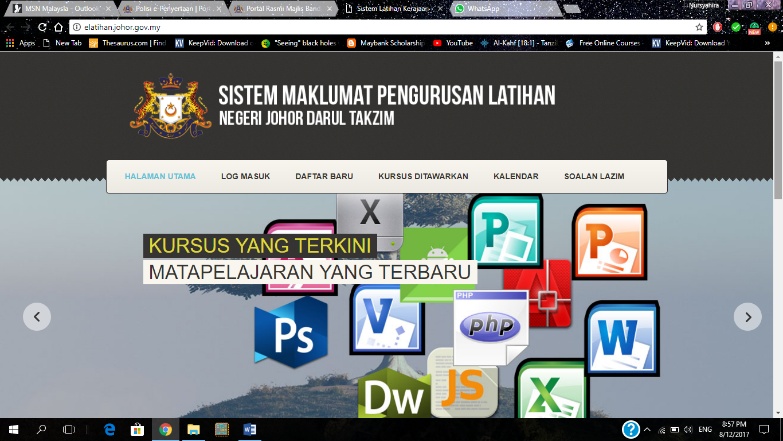 MSN Malaysia - Outlook
Polisi e-Penyertaan | Por
Portal Rasmi Majlis Band
Sistem Latihan Kerajaan
WhatsApp
Nursyahira
elatihan.johor.gov.my
Apps
New Tab
Thesaurus.com | Find
KeepVid: Download
"Seeing" black holes
Maybank Scholarship
YouTube
Al-Kahf [18:1] - Tanzil
Free Online Courses
KeepVid: Download
SISTEM MAKLUMAT PENGURUSAN LATIHAN
NEGERI JOHOR DARUL TAKZIM
HALAMAN UTAMA
LOG MASUK
DAFTAR BARU
KURSUS DITAWARKAN
KALENDAR
SOALAN LAZIM
X
P
P
KURSUS YANG TERKINI
MATAPELAJARAN YANG TERBARU
PHP
php
Ps
V
W
Dw
JS
X
ENG
8:57 PM
8/12/2017